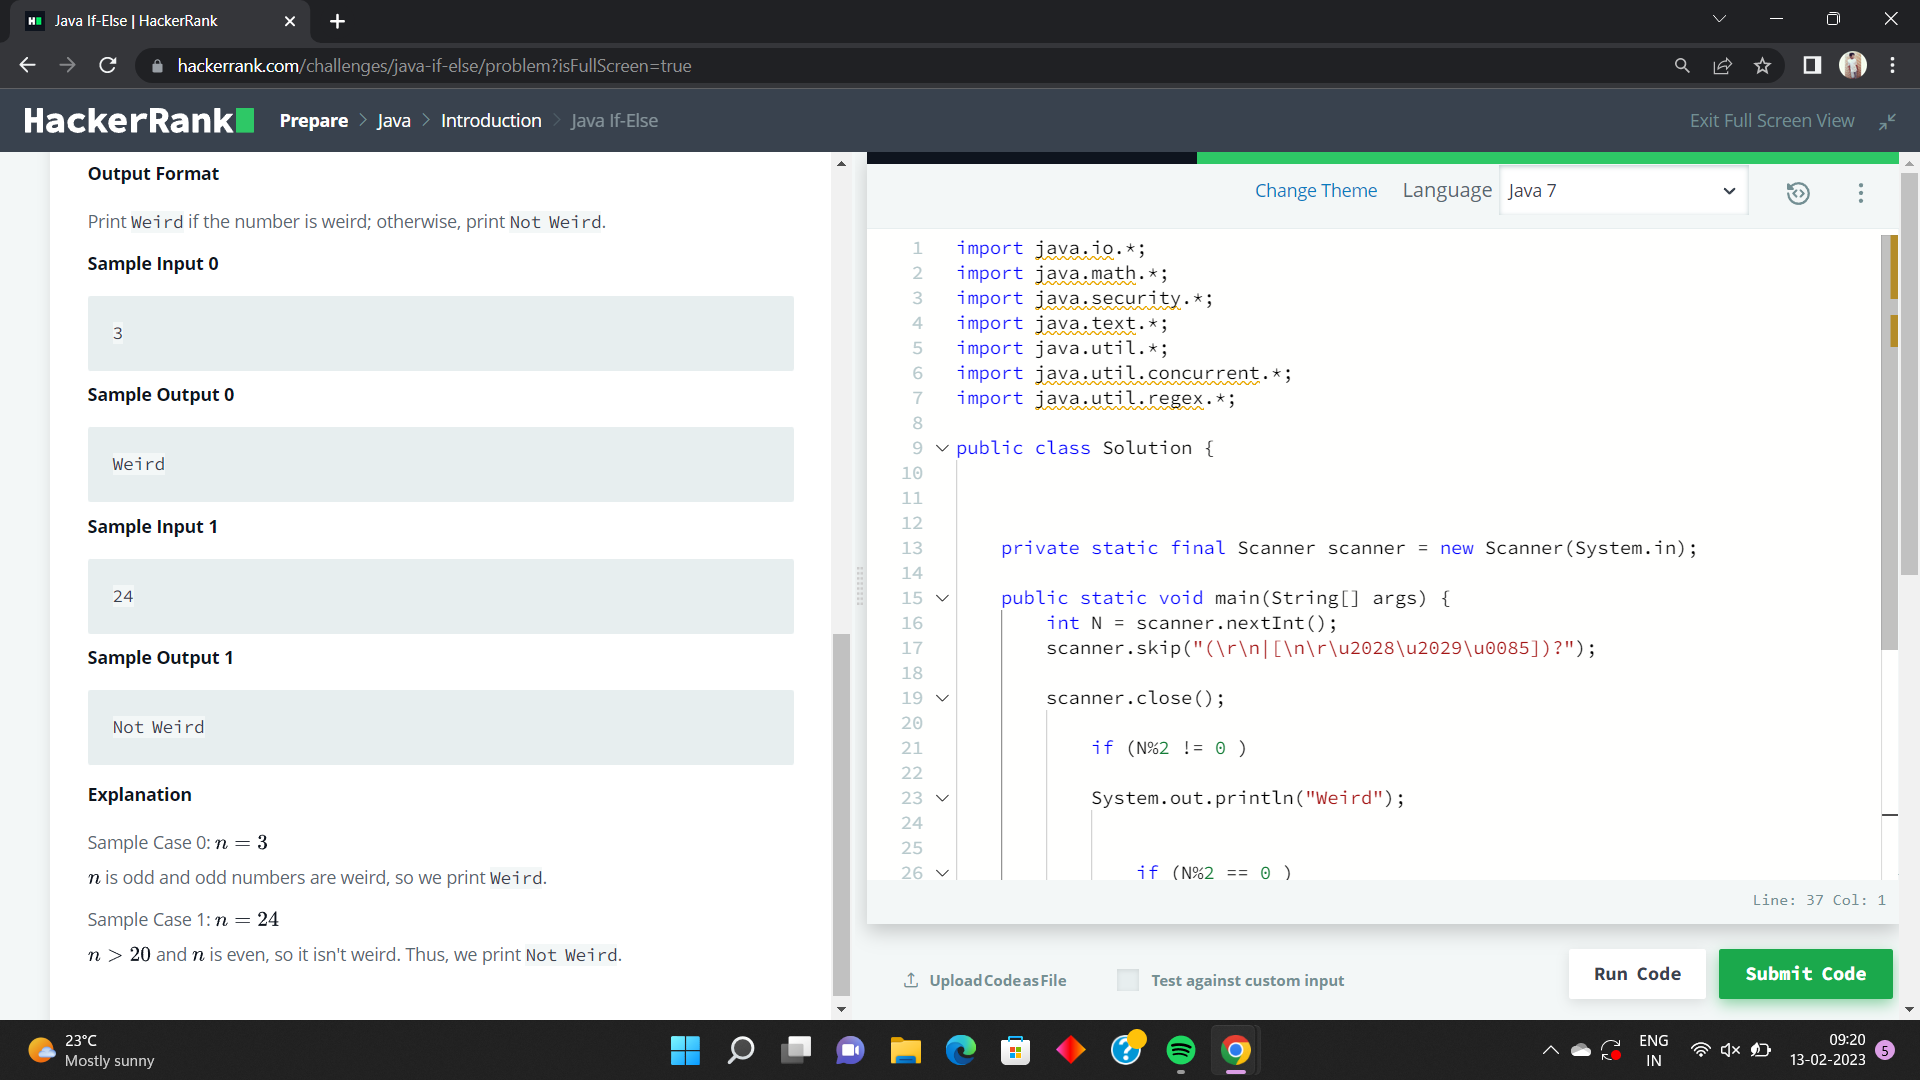 Java If-Else | HackerRank
hackerrank.com/challenges/java-if-else/problem?isFullScreen=true
HackerRank
Prepare > Java > Introduction > Java If-Else
Exit Full Screen View
Output Format
Print Weird if the number is weird; otherwise, print Not Weird.
Sample Input 0
3
Sample Output 0
Weird
Sample Input 1
24
Sample Output 1
Not Weird
Explanation
Sample Case 0: n = 3
n is odd and odd numbers are weird, so we print Weird.
Sample Case 1: n = 24
n > 20 and n is even, so it isn't weird. Thus, we print Not Weird.
Change Theme Language Java 7
1 import java.io.*;
2 import java.math.*;
3 import java.security.*;
4 import java.text.*;
5 import java.util.*;
6 import java.util.concurrent.*;
7 import java.util.regex.*;
8
9 public class Solution {
10
11
12
13 private static final Scanner scanner = new Scanner(System.in);
14
15 public static void main(String[] args) {
16 int N = scanner.nextInt();
17 scanner.skip("(\r\n|[\n\r\u2028\u2029\u0085])?");
18
19 scanner.close();
20
21 if (N%2 != 0 )
22
23 System.out.println("Weird");
24
25
26 if (N%2 == 0 )
Line: 37 Col: 1
Upload Code as File
Test against custom input
Run Code
Submit Code
23°C
Mostly sunny
ENG
IN
09:20
13-02-2023
5